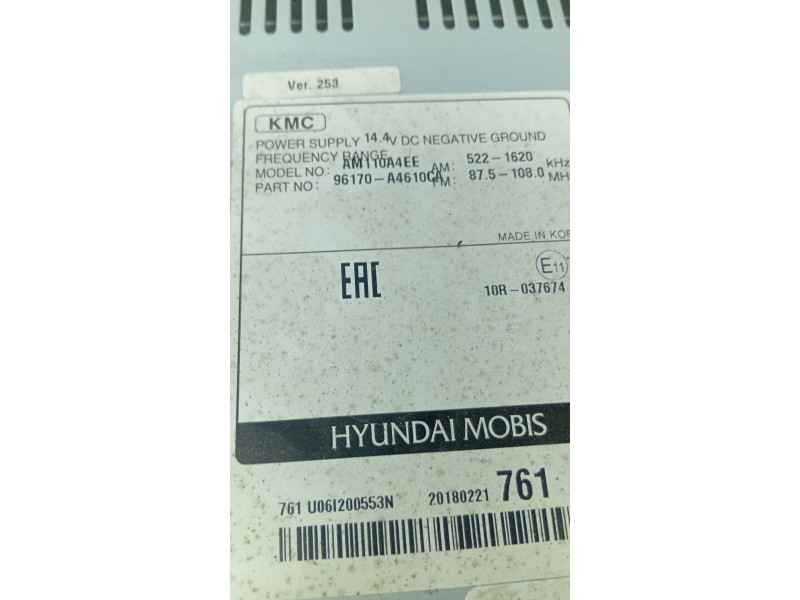 Ver. 253
KMC
POWER SUPPLY 14.4V DC NEGATIVE GROUND
FREQUENCY RANGE AM: 522-1620 KHz
MODEL NO: AM110A4EE FM: 87.5-108.0 MH
PART NO: 96170-A4610CA
MADE IN KOR
EAC
E11
10R-037674
HYUNDAI MOBIS
761 U06I200553N 20180221 761